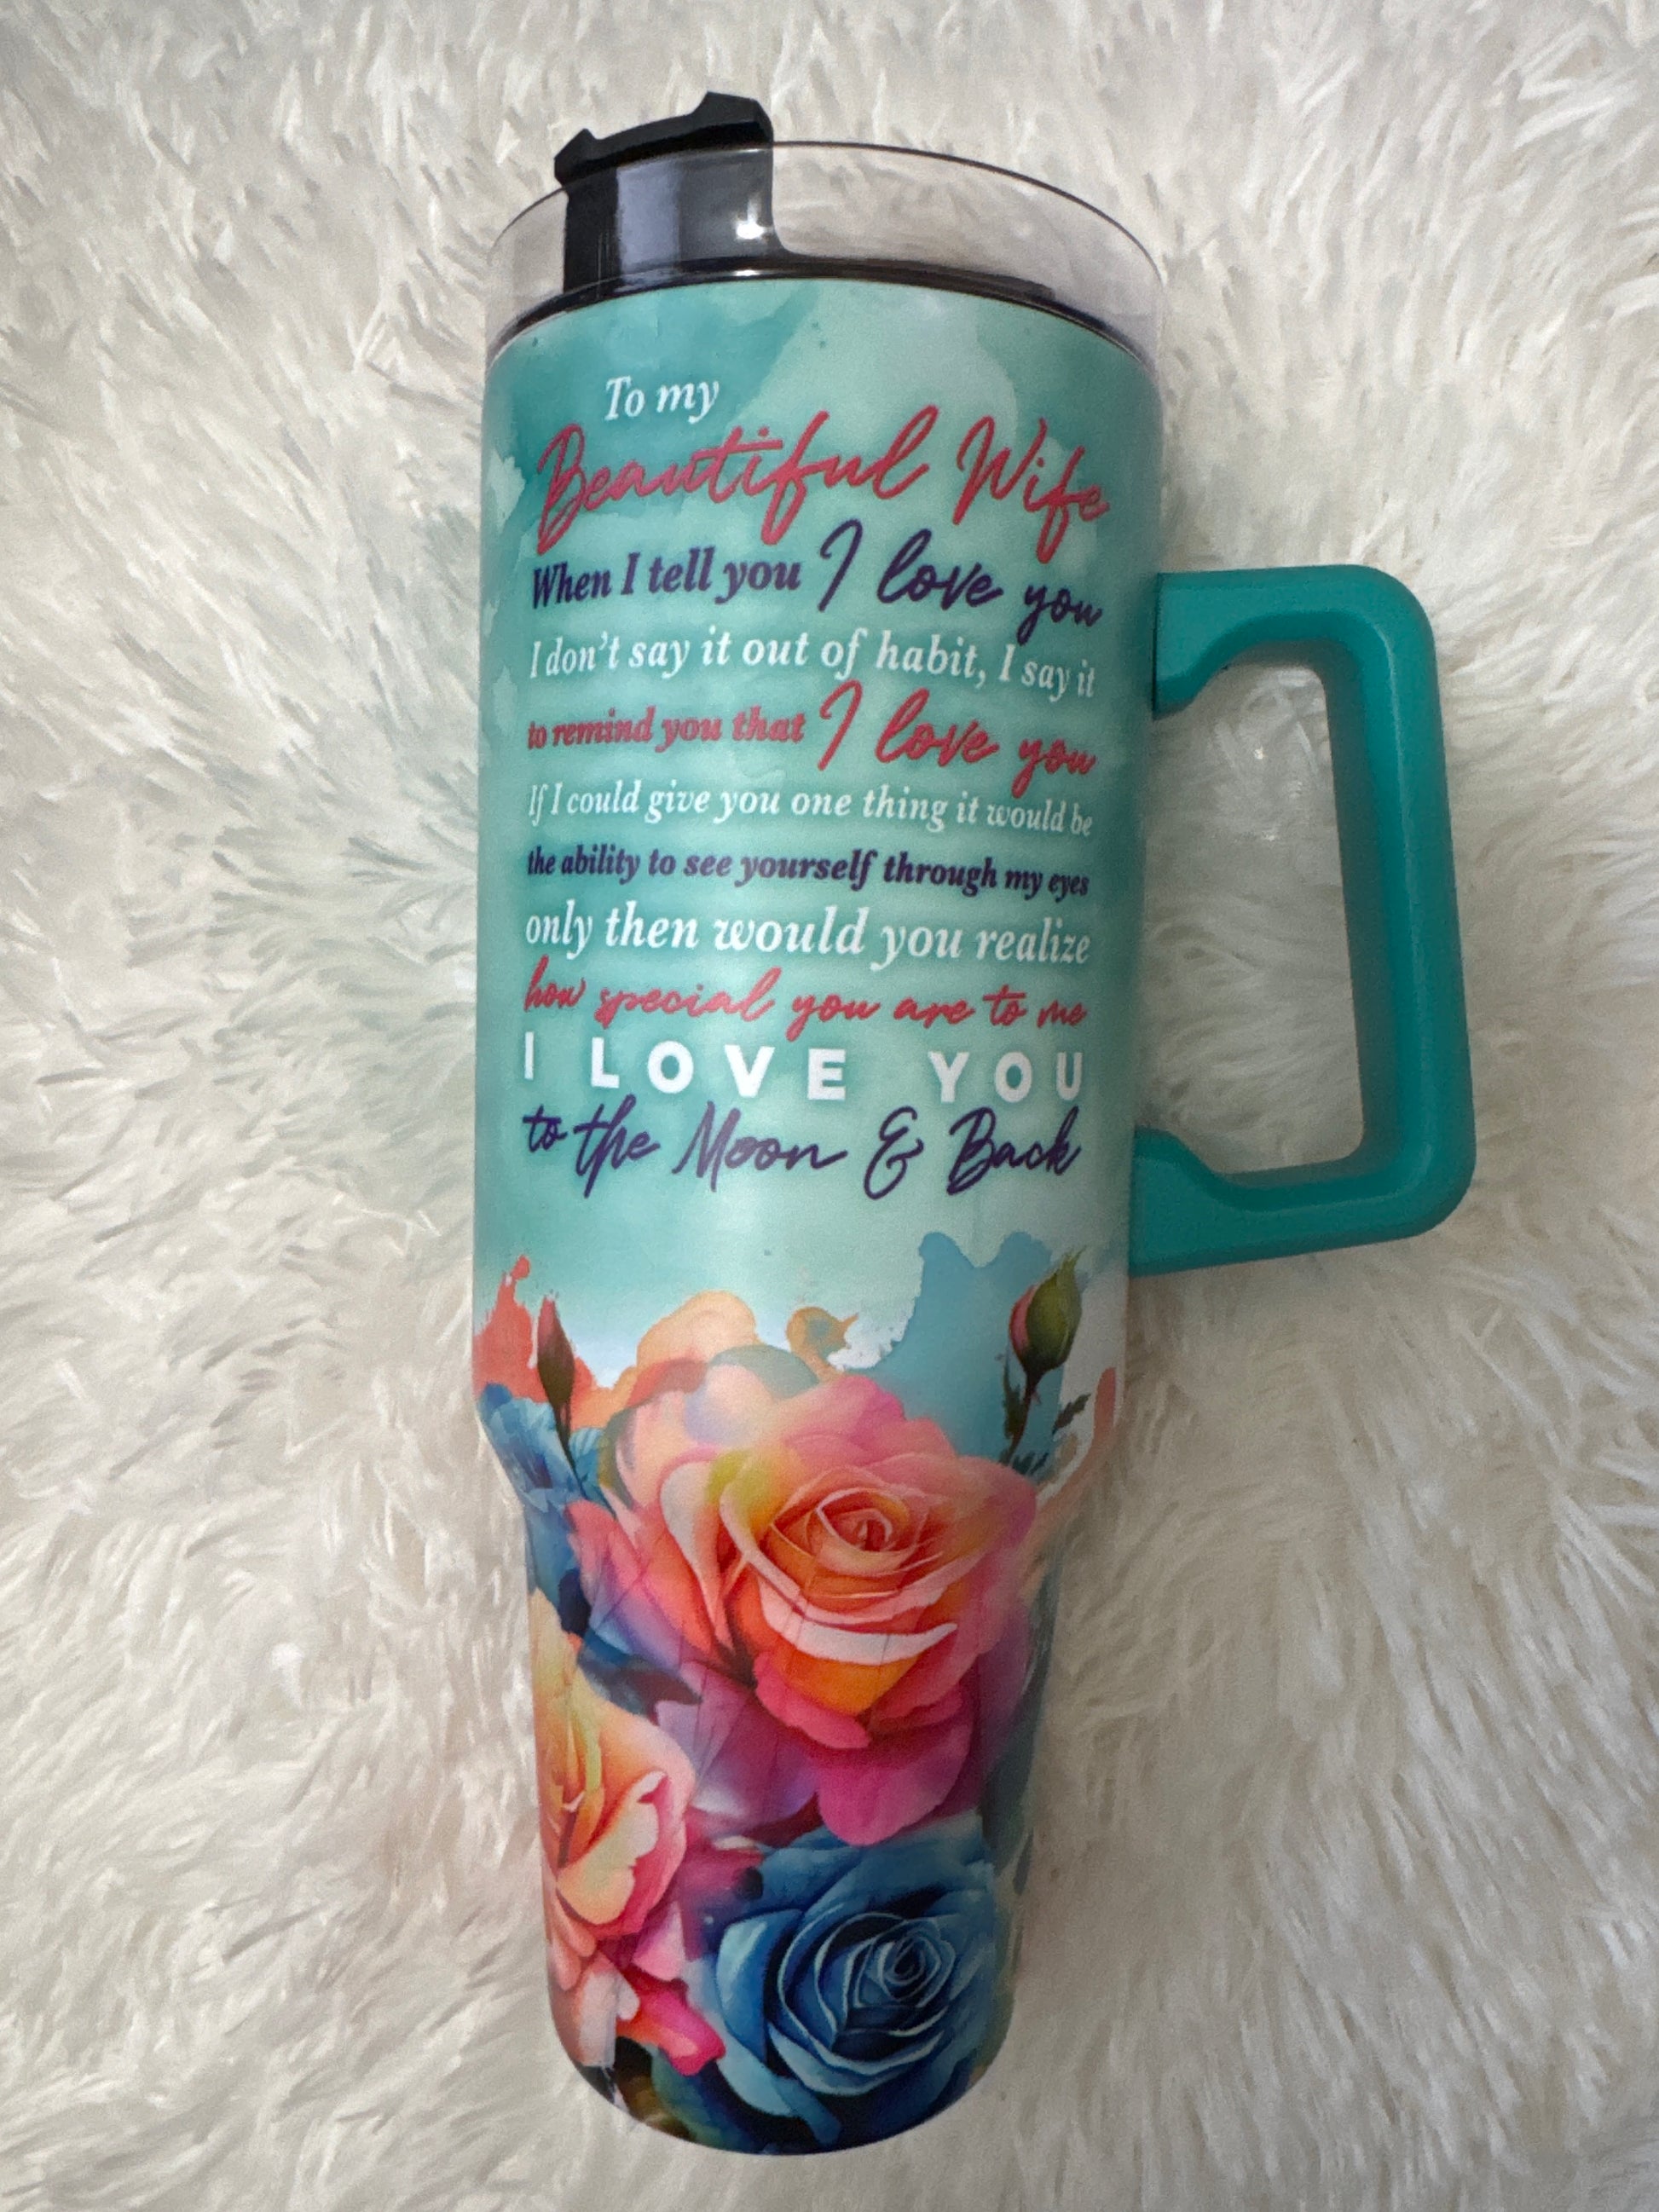 To my
Beautiful Wife
When I tell you I love you
I don't say it out of habit, I say it
to remind you that I love you
If I could give you one thing it would be
the ability to see yourself through my eyes
only then would you realize
how special you are to me
I LOVE YOU
to the Moon & Back